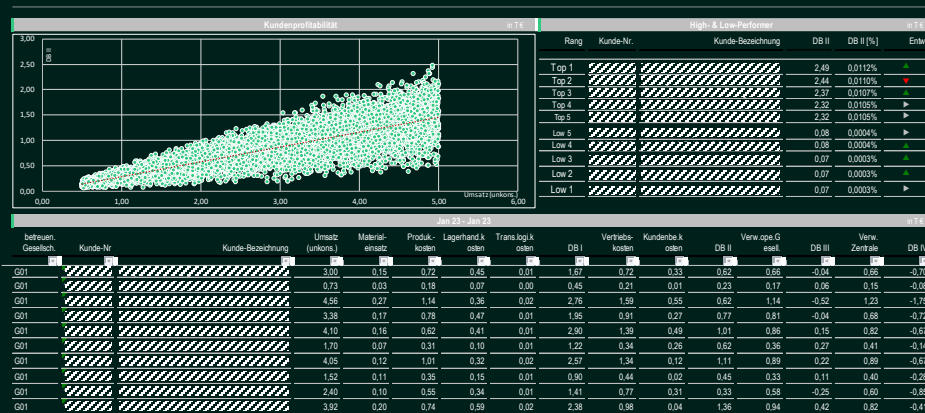 Kundenprofitabilität in T€
3,00
DB II
2,50
2,00
1,50
1,00
0,50
0,00
Umsatz (unkons.)
0,00 1,00 2,00 3,00 4,00 5,00 6,00
High- & Low-Performer in T€
Rang Kunde-Nr. Kunde-Bezeichnung DB II DB II [%] Entw
Top 1 2,49 0,0112%
Top 2 2,44 0,0110%
Top 3 2,37 0,0107%
Top 4 2,32 0,0105%
Top 5 2,32 0,0105%
Low 5 0,08 0,0004%
Low 4 0,08 0,0004%
Low 3 0,07 0,0003%
Low 2 0,07 0,0003%
Low 1 0,07 0,0003%
Jan 23 - Jan 23 in T€
betreuen. Umsatz Material- Produk.- Lagerhand.k Trans.logi.k Vertriebs- Kundenbe.k Verw.ope.G Verw.
Gesellsch. Kunde-Nr Kunde-Bezeichnung (unkons.) einsatz kosten osten osten DB I kosten osten DB II esell. DB III Zentrale DB IV
G01 3,00 0,15 0,72 0,45 0,01 1,67 0,72 0,33 0,62 0,66 -0,04 0,66 -0,70
G01 0,73 0,03 0,18 0,07 0,00 0,45 0,21 0,01 0,23 0,17 0,06 0,15 -0,08
G01 4,56 0,27 1,14 0,36 0,02 2,76 1,59 0,55 0,62 1,14 -0,52 1,23 -1,75
G01 3,38 0,17 0,78 0,47 0,01 1,95 0,91 0,27 0,77 0,81 -0,04 0,68 -0,72
G01 4,10 0,16 0,62 0,41 0,01 2,90 1,39 0,49 1,01 0,86 0,15 0,82 -0,67
G01 1,70 0,07 0,31 0,10 0,01 1,22 0,34 0,26 0,62 0,36 0,27 0,41 -0,14
G01 4,05 0,12 1,01 0,32 0,02 2,57 1,34 0,12 1,11 0,89 0,22 0,89 -0,67
G01 1,52 0,11 0,35 0,15 0,01 0,90 0,44 0,02 0,45 0,33 0,11 0,40 -0,28
G01 2,40 0,10 0,55 0,34 0,01 1,41 0,77 0,31 0,33 0,58 -0,25 0,60 -0,85
G01 3,92 0,20 0,74 0,59 0,02 2,38 0,98 0,04 1,36 0,94 0,42 0,82 -0,41